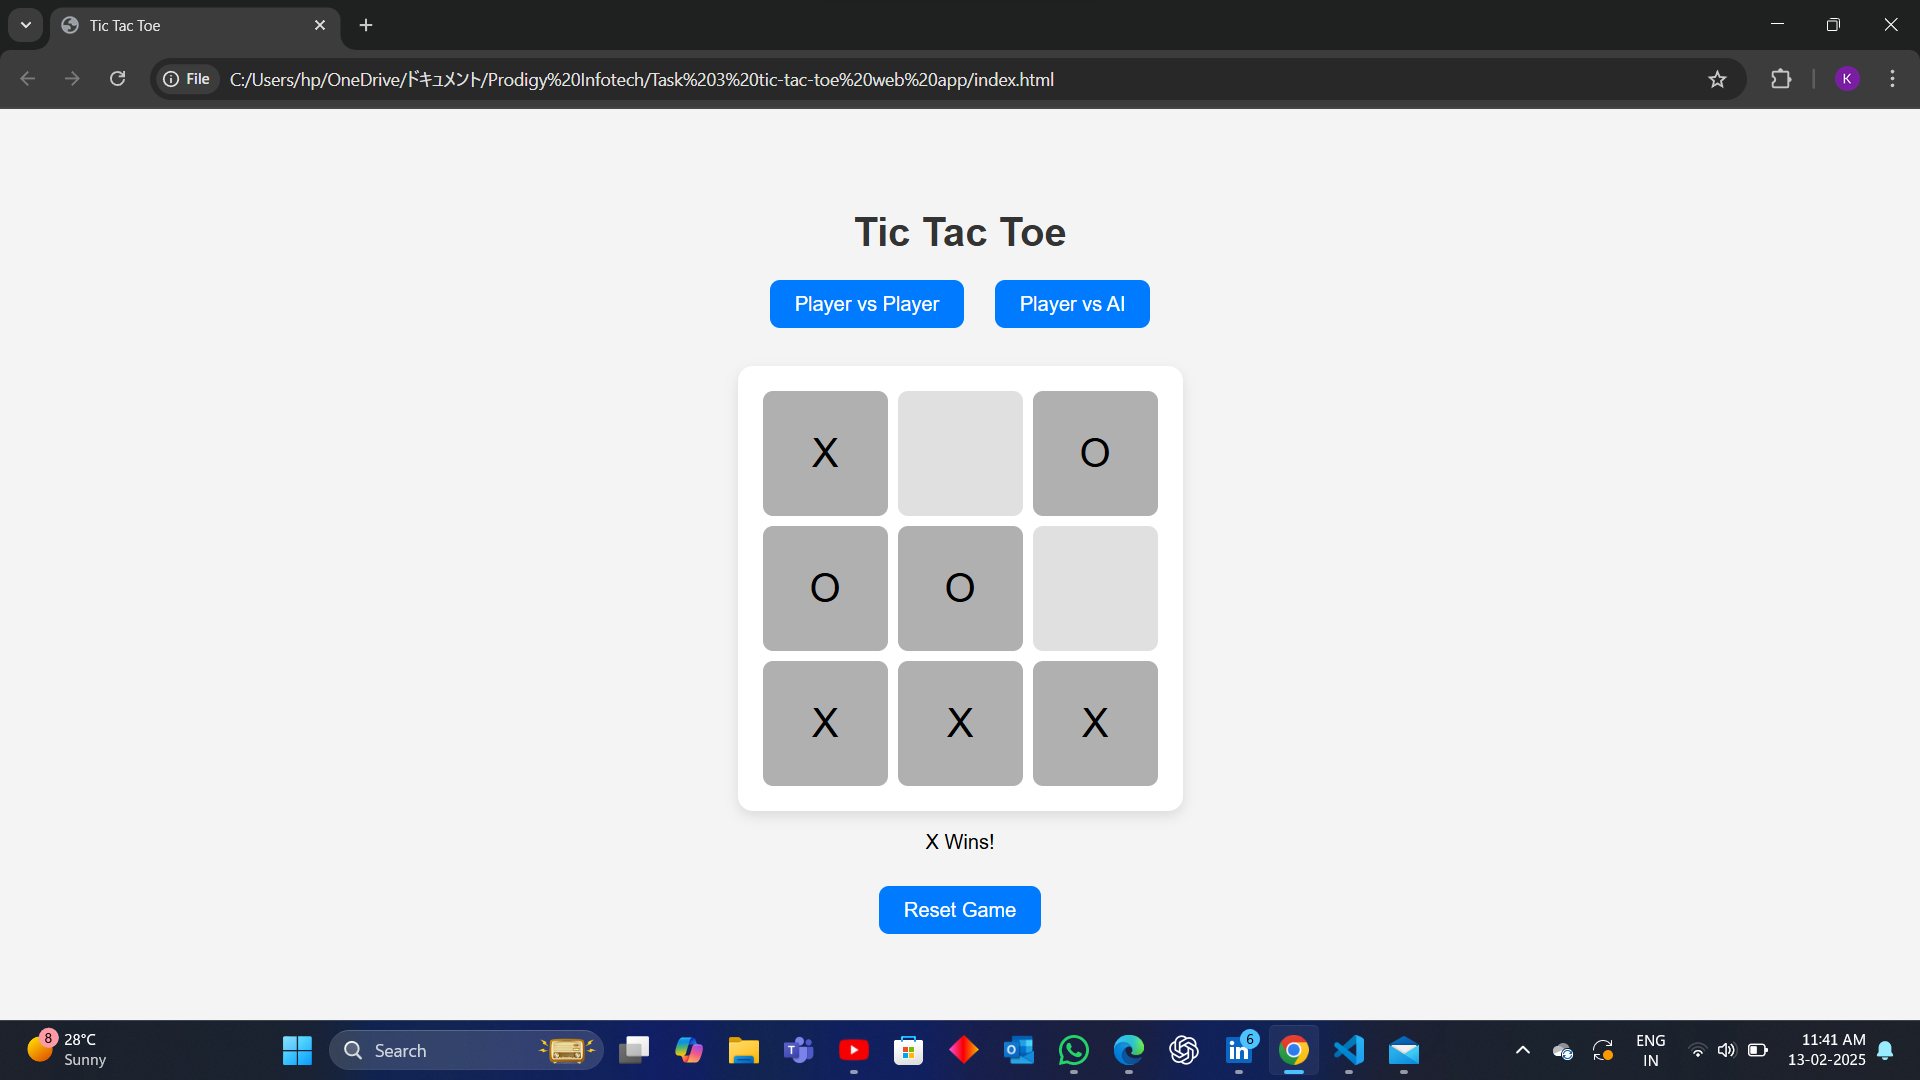 Tic Tac Toe
File
C:/Users/hp/OneDrive/ドキュメント/Prodigy%20Infotech/Task%203%20tic-tac-toe%20web%20app/index.html
K
Tic Tac Toe
Player vs Player
Player vs AI
X O
O O
X X X
X Wins!
Reset Game
8
28°C
Sunny
Search
T
O
in
6
ENG
IN
11:41 AM
13-02-2025